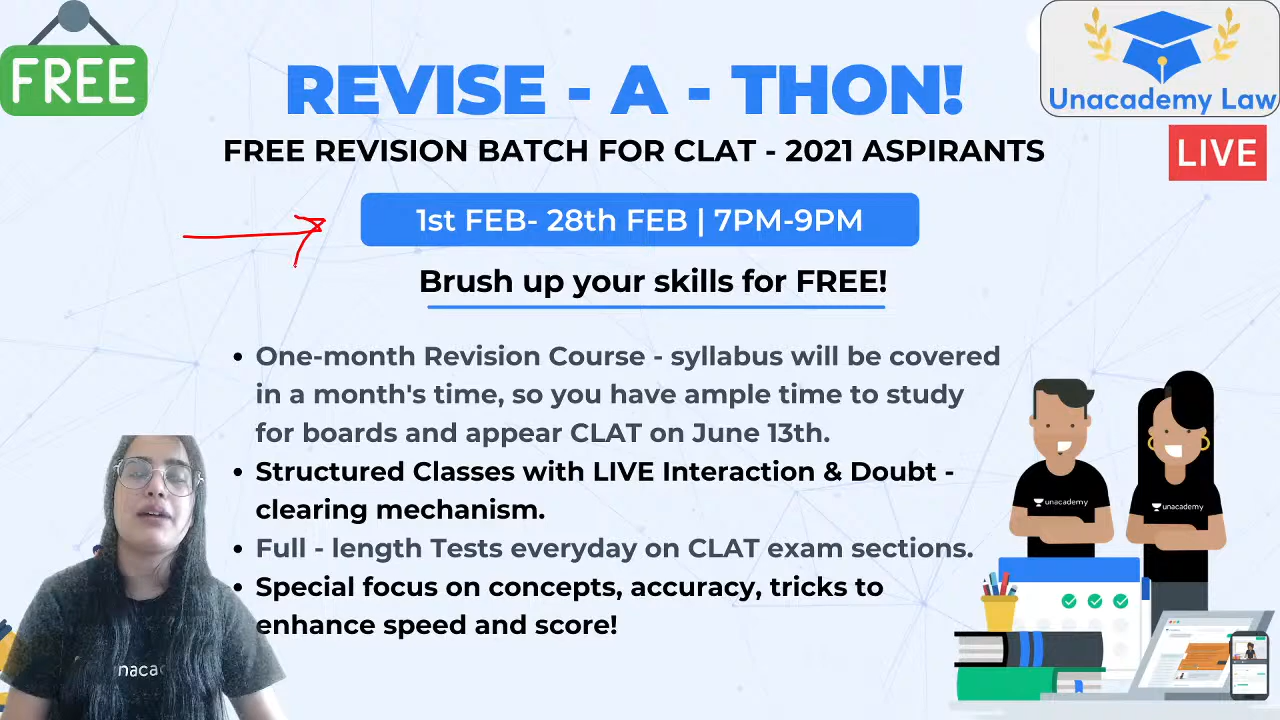 FREE
REVISE - A - THON!
Unacademy Law
FREE REVISION BATCH FOR CLAT - 2021 ASPIRANTS
LIVE
1st FEB- 28th FEB | 7PM-9PM
Brush up your skills for FREE!
• One-month Revision Course - syllabus will be covered
in a month's time, so you have ample time to study
for boards and appear CLAT on June 13th.
• Structured Classes with LIVE Interaction & Doubt -
clearing mechanism.
• Full - length Tests everyday on CLAT exam sections.
• Special focus on concepts, accuracy, tricks to
enhance speed and score!
unacademy
unacademy
unac